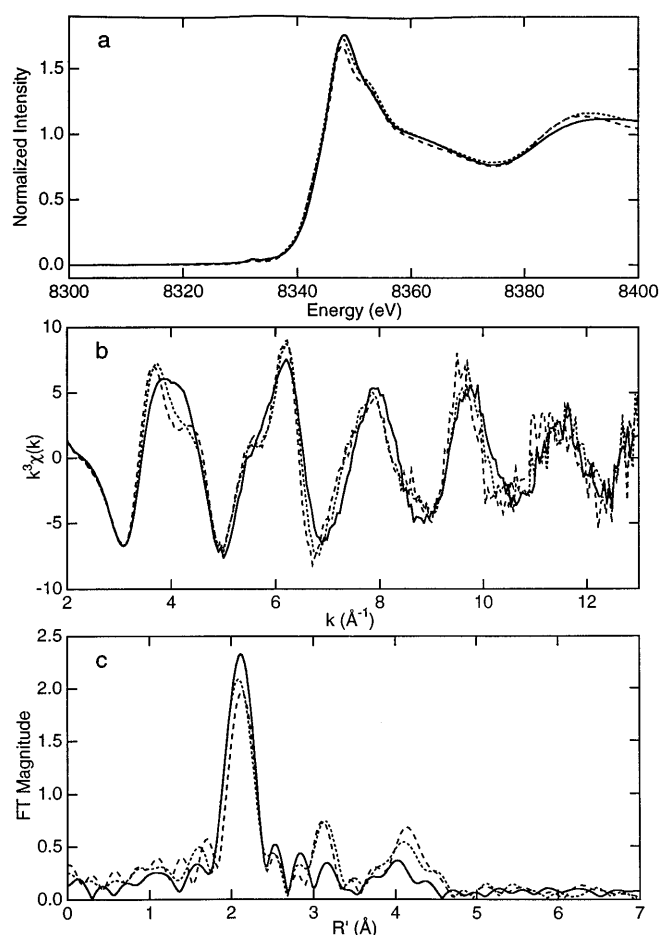 a
Normalized Intensity
1.5
1.0
0.5
0.0
8300 8320 8340 8360 8380 8400
Energy (eV)
b
k³χ(k)
10
5
0
-5
-10
2 4 6 8 10 12
k (Å⁻¹)
c
FT Magnitude
2.5
2.0
1.5
1.0
0.5
0.0
0 1 2 3 4 5 6 7
R' (Å)